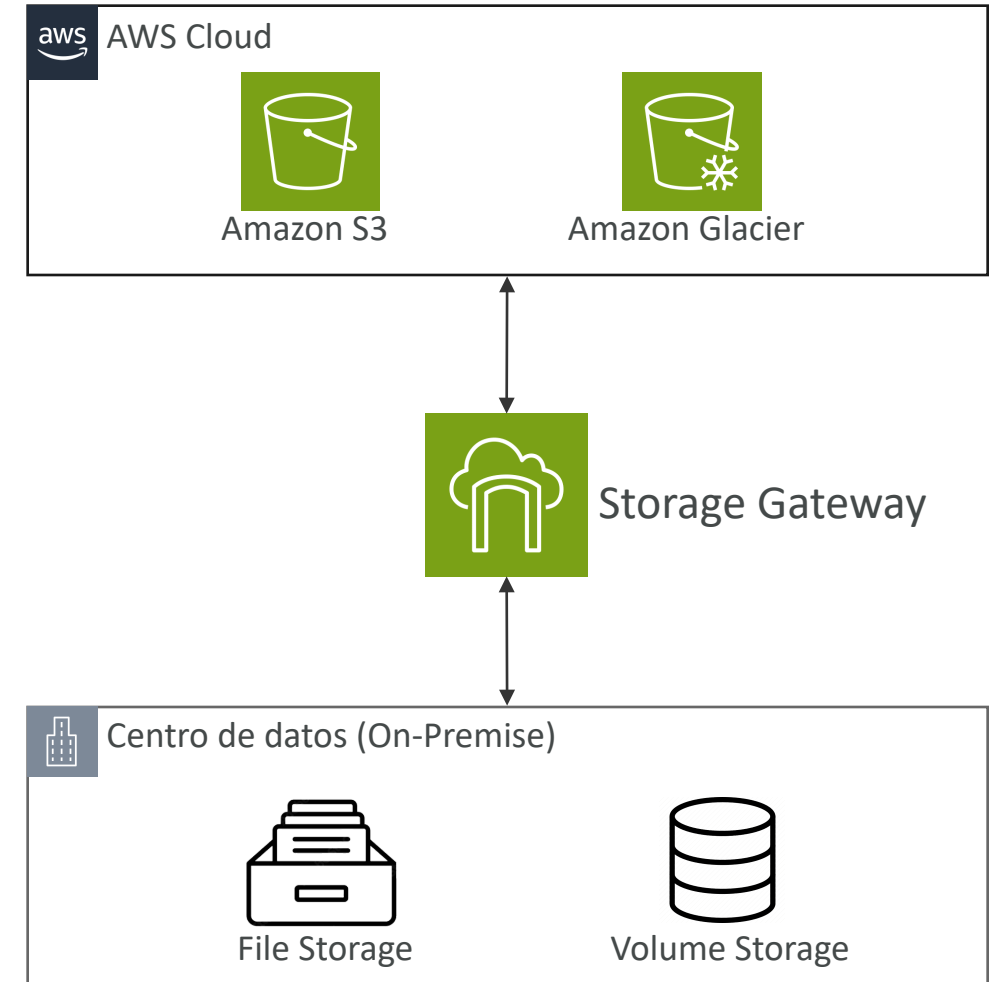 aws AWS Cloud
Amazon S3 Amazon Glacier
Storage Gateway
Centro de datos (On-Premise)
File Storage Volume Storage